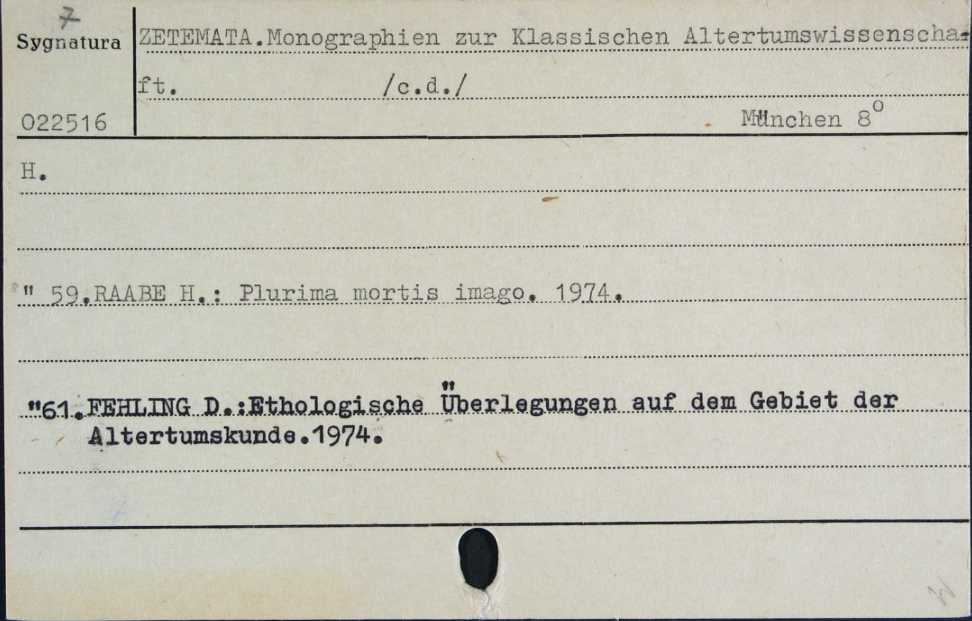 7
Sygnatura
ZETEMATA.Monographien zur Klassischen Altertumswissenscha-
ft. /c.d./
022516
München 8°
H.
" 59.RAABE H.: Plurima mortis imago. 1974.
"61.FEHLING D.:Ethologische Überlegungen auf dem Gebiet der
Altertumskunde.1974.